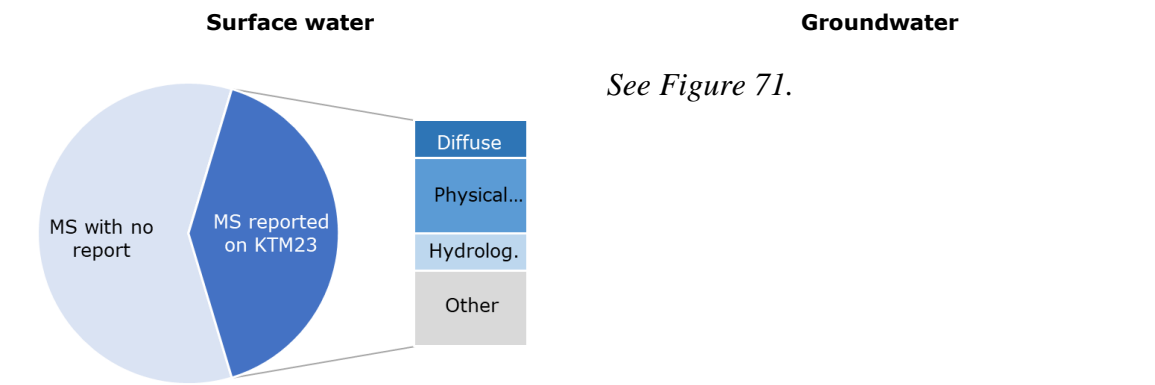 Surface water
Groundwater
See Figure 71.
MS with no
report
MS reported
on KTM23
Diffuse
Physical...
Hydrolog.
Other